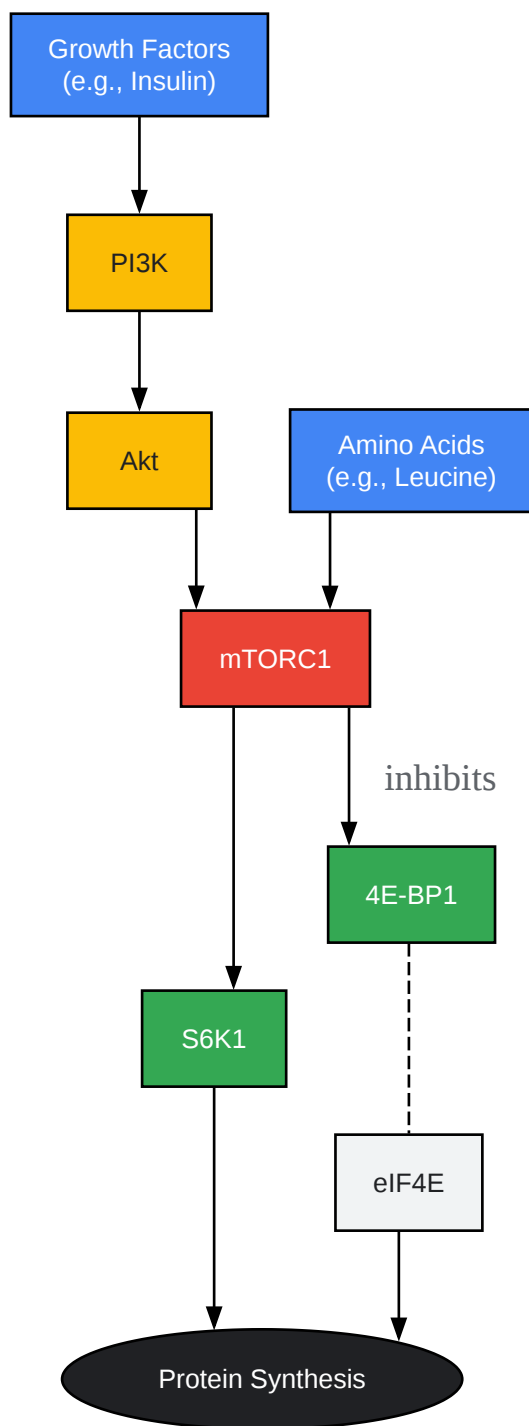 Growth Factors
(e.g., Insulin)
PI3K
Akt
Amino Acids
(e.g., Leucine)
mTORC1
inhibits
4E-BP1
S6K1
eIF4E
Protein Synthesis